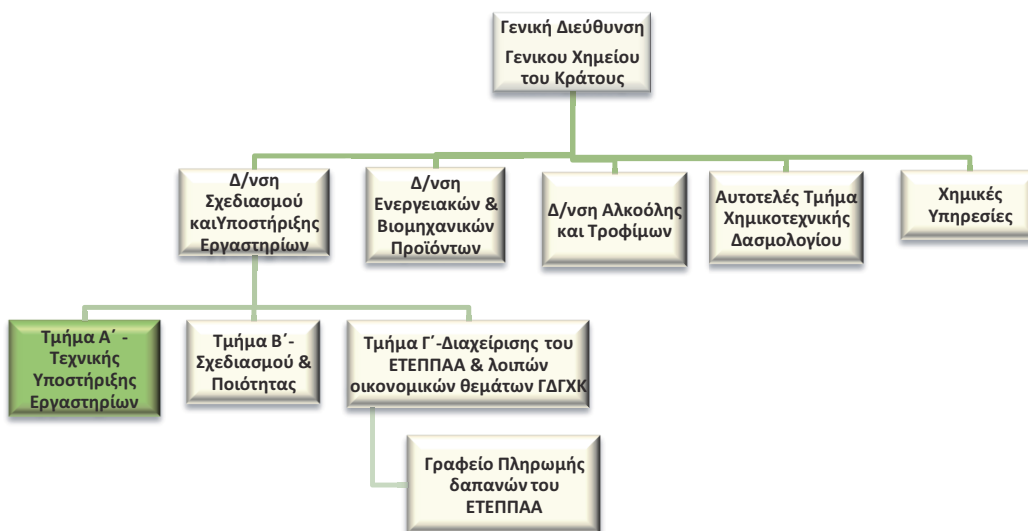 Γενική Διεύθυνση
Γενικου Χημείου
του Κράτους
Δ/νση
Σχεδιασμού
καιΥποστήριξης
Εργαστηρίων
Δ/νση
Ενεργειακών &
Βιομηχανικών
Προϊόντων
Δ/νση Αλκοόλης
και Τροφίμων
Αυτοτελές Τμήμα
Χημικοτεχνικής
Δασμολογίου
Χημικές
Υπηρεσίες
Τμήμα Α΄ -
Τεχνικής
Υποστήριξης
Εργαστηρίων
Τμήμα Β΄-
Σχεδιασμού &
Ποιότητας
Τμήμα Γ΄-Διαχείρισης του
ΕΤΕΠΠΑΑ & λοιπών
οικονομικών θεμάτων ΓΔΓΧΚ
Γραφείο Πληρωμής
δαπανών του
ΕΤΕΠΠΑΑ